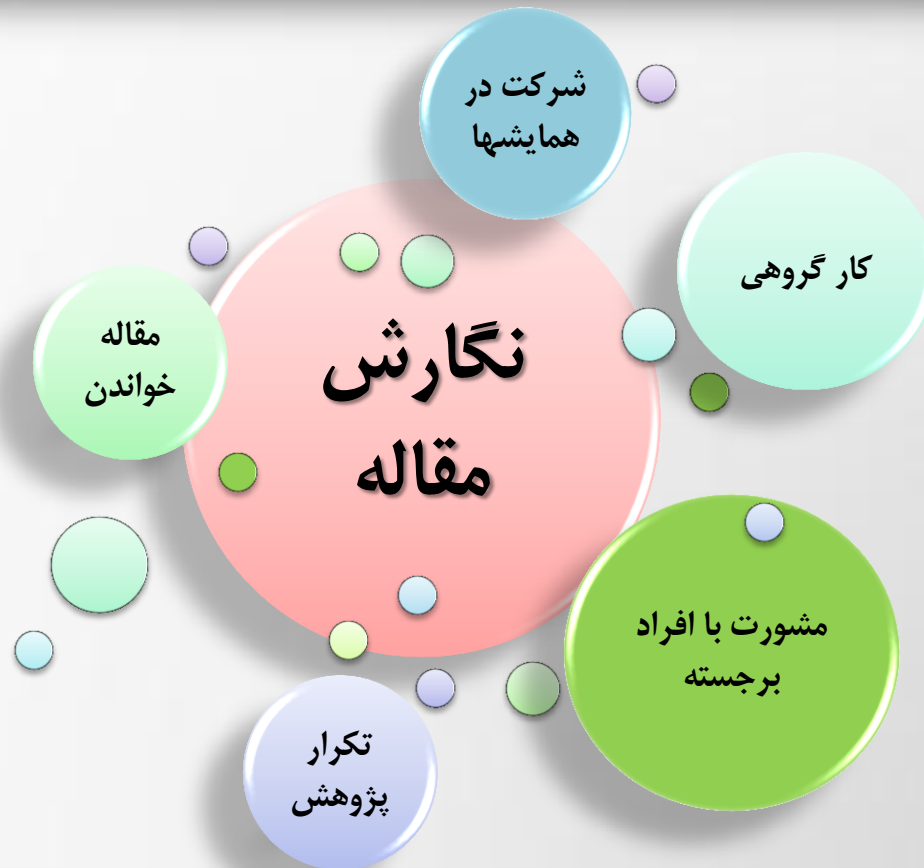 شرکت در
همایشها
کار گروهی
مقاله
خواندن
نگارش
مقاله
مشورت با افراد
برجسته
تکرار
پژوهش